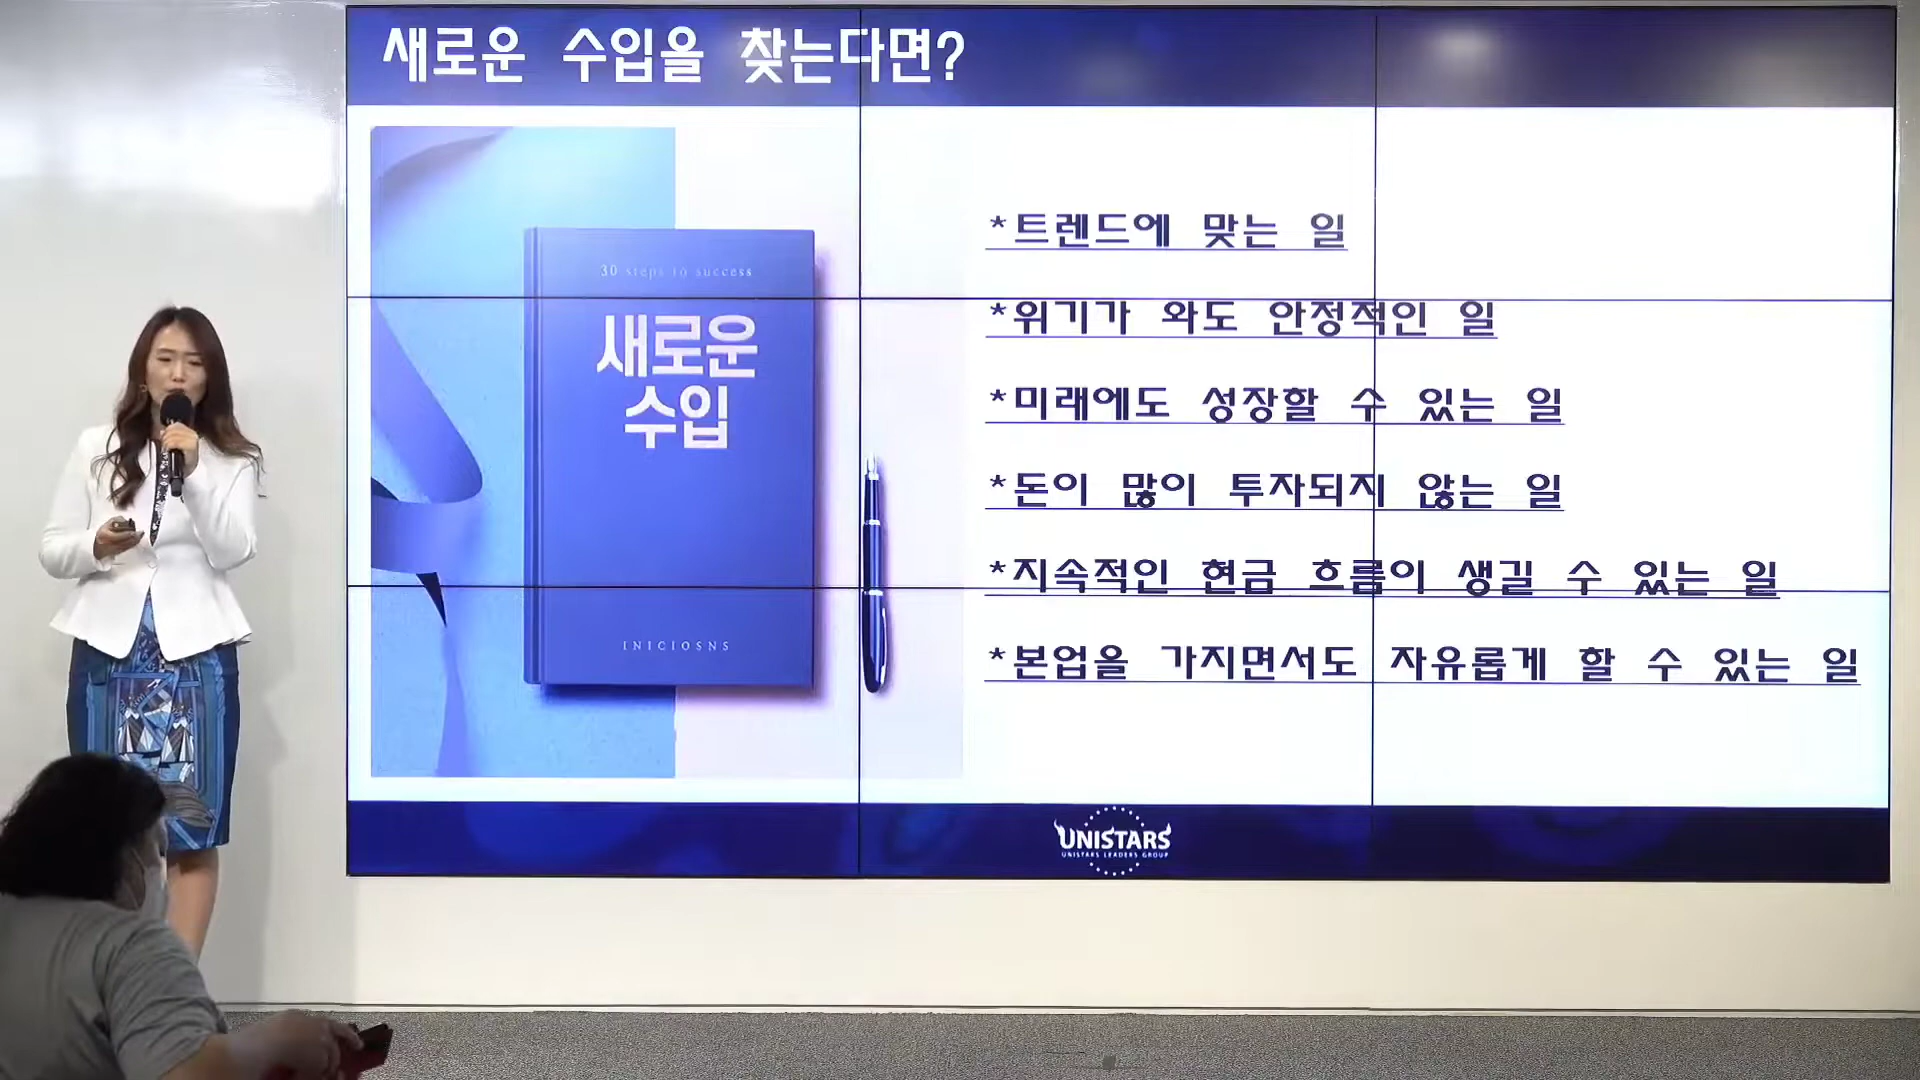 새로운 수입을 찾는다면?
30 steps to success
새로운
수입
INICIOSNS
*트렌드에 맞는 일
*위기가 와도 안정적인 일
*미래에도 성장할 수 있는 일
*돈이 많이 투자되지 않는 일
*지속적인 현금 흐름이 생길 수 있는 일
*본업을 가지면서도 자유롭게 할 수 있는 일
UNISTARS
UNISTARS LEADERS GROUP